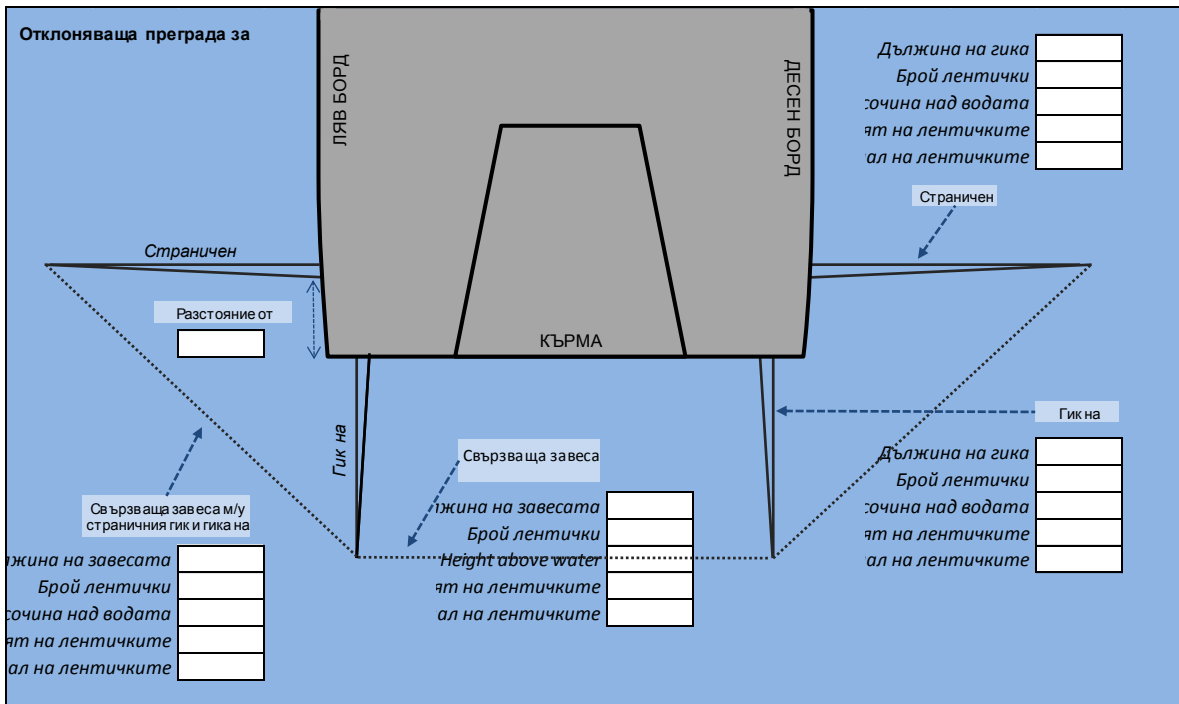 Отклоняваща преграда за
ЛЯВ БОРД
ДЕСЕН БОРД
Дължина на гика
Брой лентички
сочина над водата
ят на лентичките
ал на лентичките
Страничен
Страничен
Разстояние от
КЪРМА
Гик на
Гик на
Свързваща завеса
Свързваща завеса м/у
страничния гик и гика на
Дължина на гика
Брой лентички
сочина над водата
ят на лентичките
ал на лентичките
лжина на завесата
Брой лентички
Height above water
ят на лентичките
ал на лентичките
лжина на завесата
Брой лентички
сочина над водата
ят на лентичките
ал на лентичките